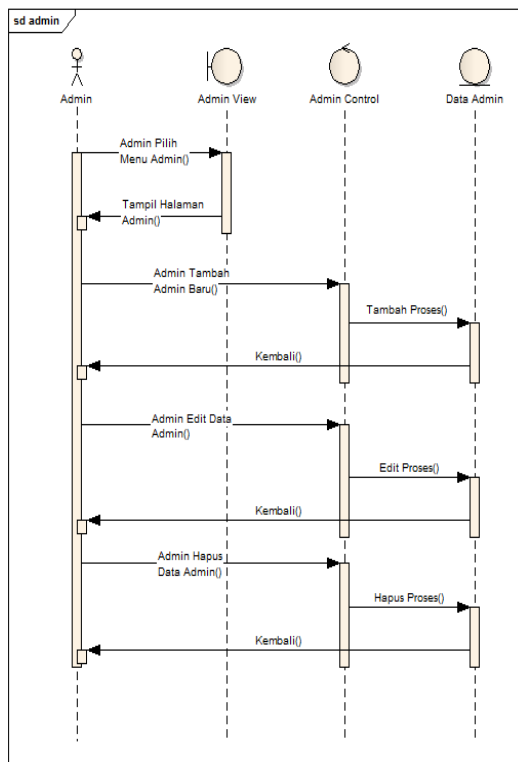 sd admin
Admin
Admin View
Admin Control
Data Admin
Admin Pilih
Menu Admin()
Tampil Halaman
Admin()
Admin Tambah
Admin Baru()
Tambah Proses()
Kembali()
Admin Edit Data
Admin()
Edit Proses()
Kembali()
Admin Hapus
Data Admin()
Hapus Proses()
Kembali()